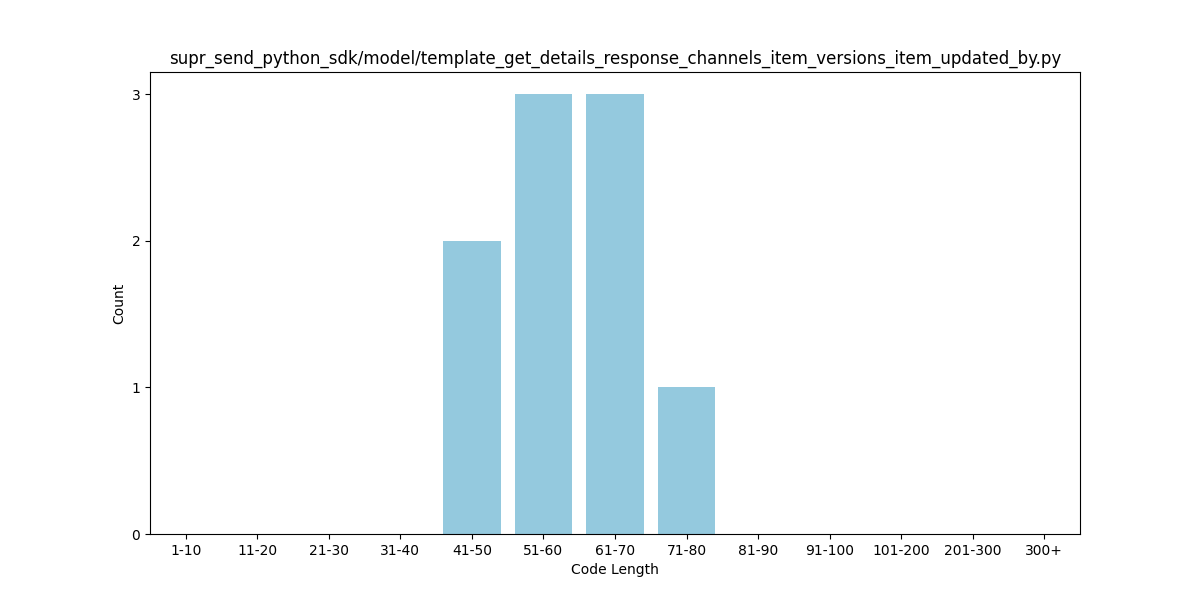 supr_send_python_sdk/model/template_get_details_response_channels_item_versions_item_updated_by.py
3
2
1
0
Count
1-10 11-20 21-30 31-40 41-50 51-60 61-70 71-80 81-90 91-100 101-200 201-300 300+
Code Length